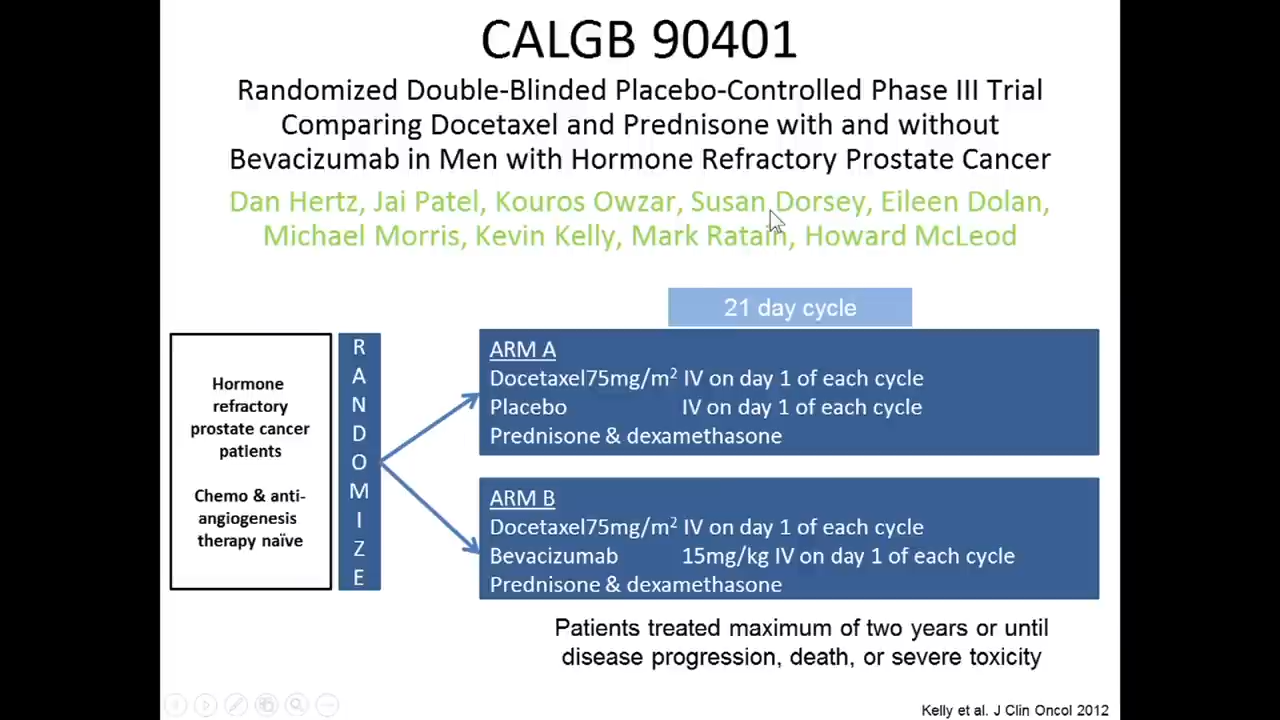 CALGB 90401
Randomized Double-Blinded Placebo-Controlled Phase III Trial
Comparing Docetaxel and Prednisone with and without
Bevacizumab in Men with Hormone Refractory Prostate Cancer
Dan Hertz, Jai Patel, Kouros Owzar, Susan Dorsey, Eileen Dolan,
Michael Morris, Kevin Kelly, Mark Ratain, Howard McLeod
21 day cycle
Hormone
refractory
prostate cancer
patients
Chemo & anti-
angiogenesis
therapy naïve
R
A
N
D
O
M
I
Z
E
ARM A
Docetaxel75mg/m² IV on day 1 of each cycle
Placebo IV on day 1 of each cycle
Prednisone & dexamethasone
ARM B
Docetaxel75mg/m² IV on day 1 of each cycle
Bevacizumab 15mg/kg IV on day 1 of each cycle
Prednisone & dexamethasone
Patients treated maximum of two years or until
disease progression, death, or severe toxicity
Kelly et al. J Clin Oncol 2012